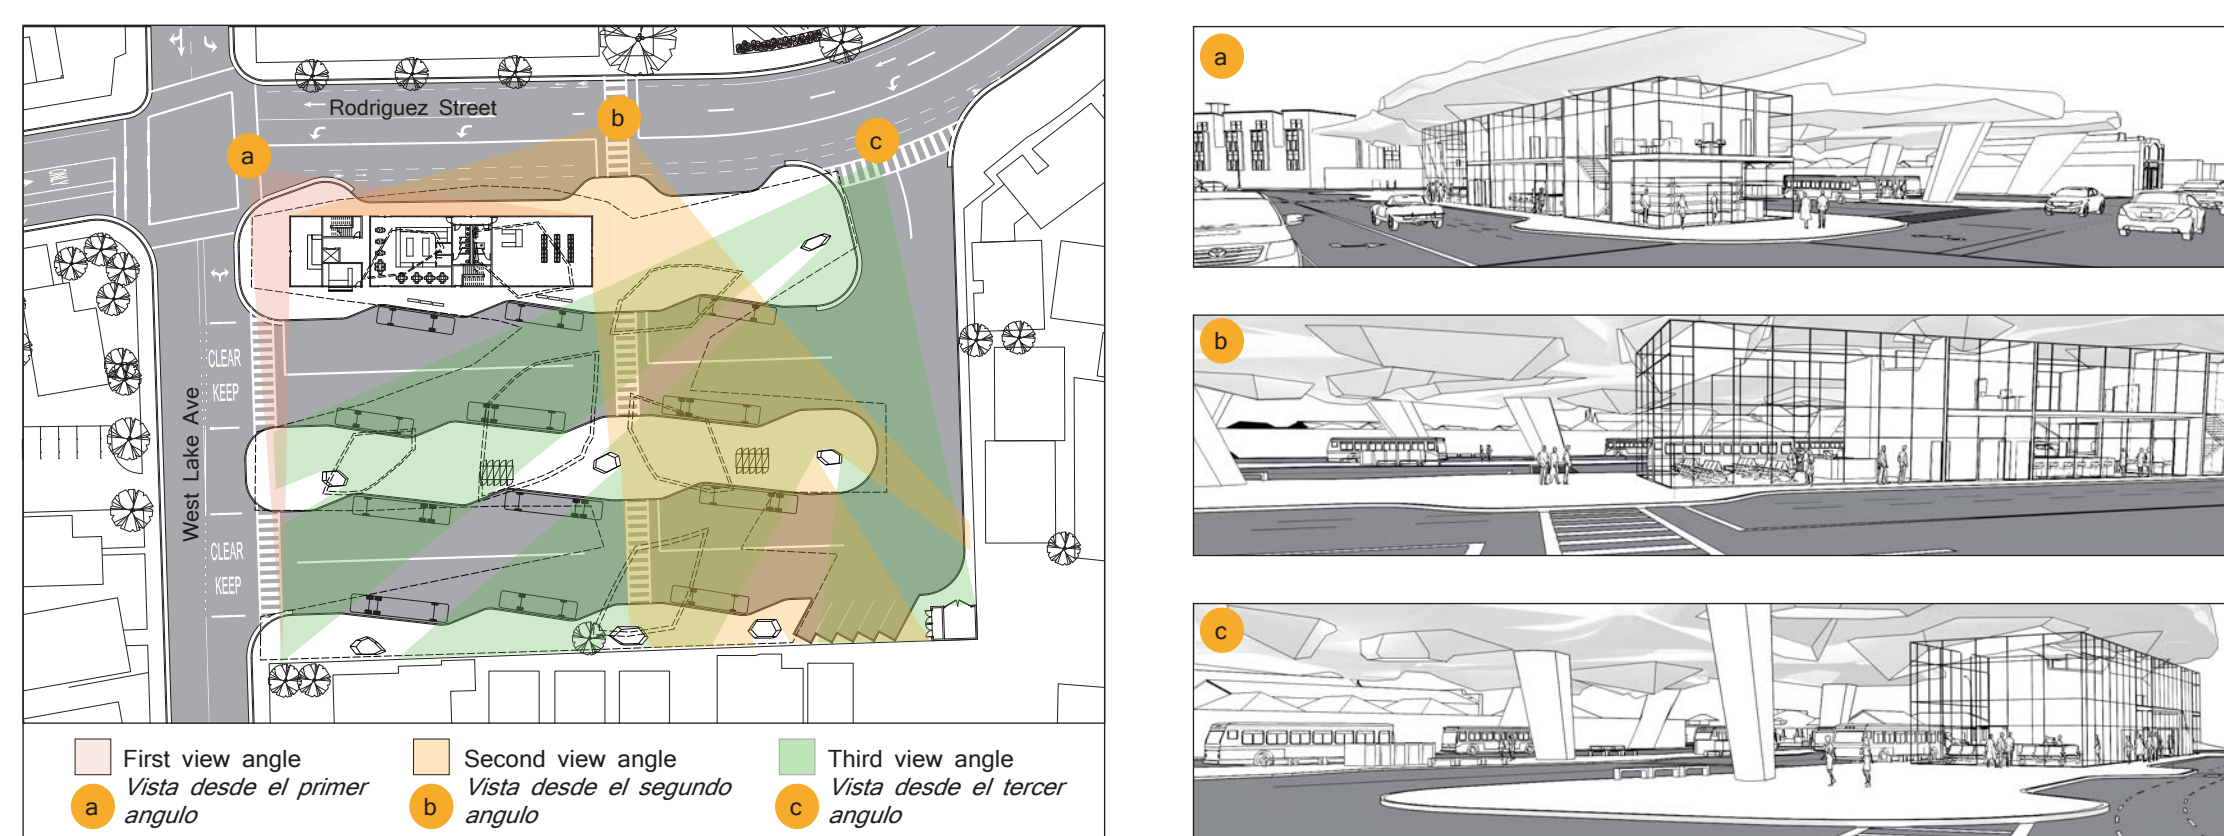 Rodriguez Street
a
b
c
ONLY
CLEAR
KEEP
West Lake Ave
CLEAR
KEEP
First view angle
Vista desde el primer
angulo
a
Second view angle
Vista desde el segundo
angulo
b
Third view angle
Vista desde el tercer
angulo
c
a
b
c